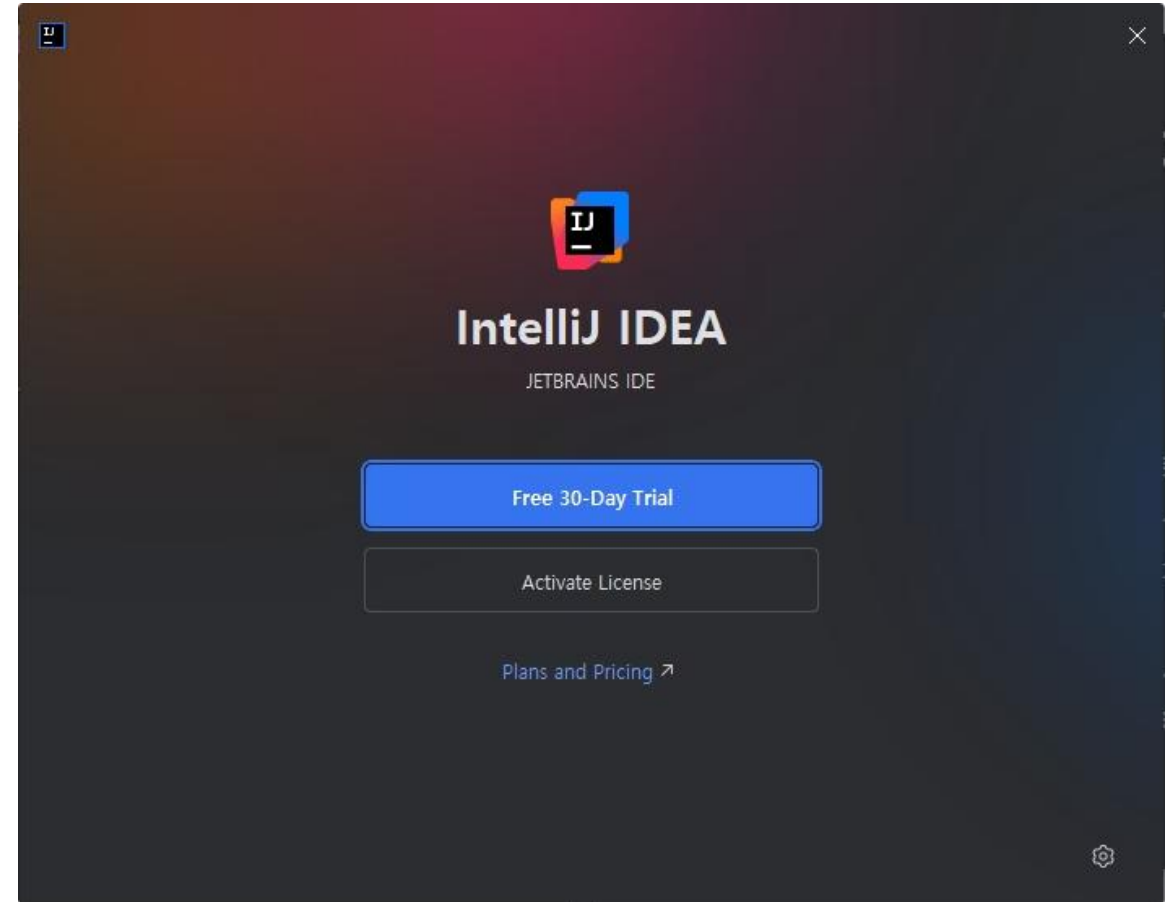 IJ
IJ
IntelliJ IDEA
JETBRAINS IDE
Free 30-Day Trial
Activate License
Plans and Pricing ↗